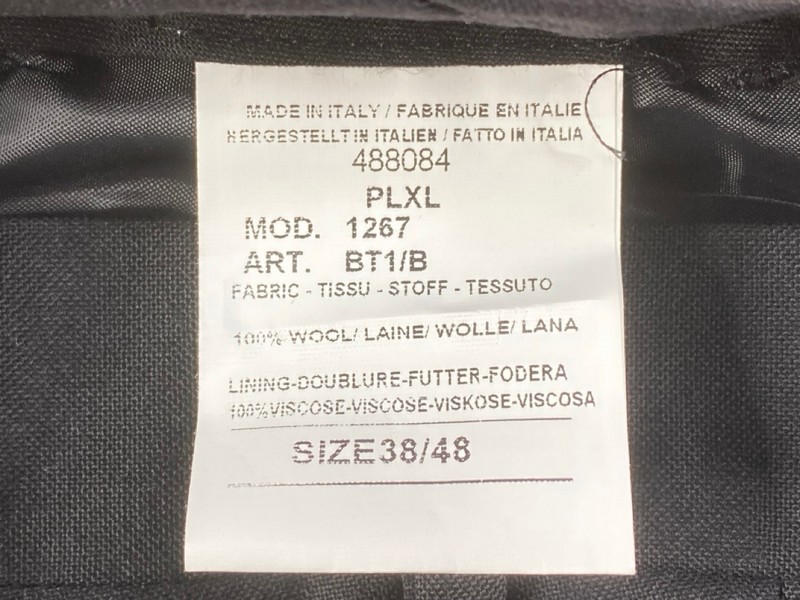 MADE IN ITALY / FABRIQUE EN ITALIE
HERGESTELLT IN ITALIEN / FATTO IN ITALIA
488084
PLXL
MOD. 1267
ART. BT1/B
FABRIC - TISSU - STOFF - TESSUTO
100% WOOL/ LAINE/ WOLLE/ LANA
LINING-DOUBLURE-FUTTER-FODERA
100%VISCOSE-VISCOSE-VISKOSE-VISCOSA
SIZE38/48